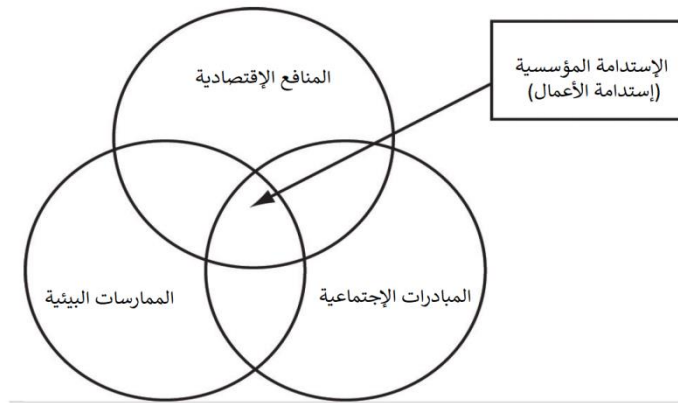 المنافع الإقتصادية
الإستدامة المؤسسية
(إستدامة الأعمال)
الممارسات البيئية
المبادرات الإجتماعية